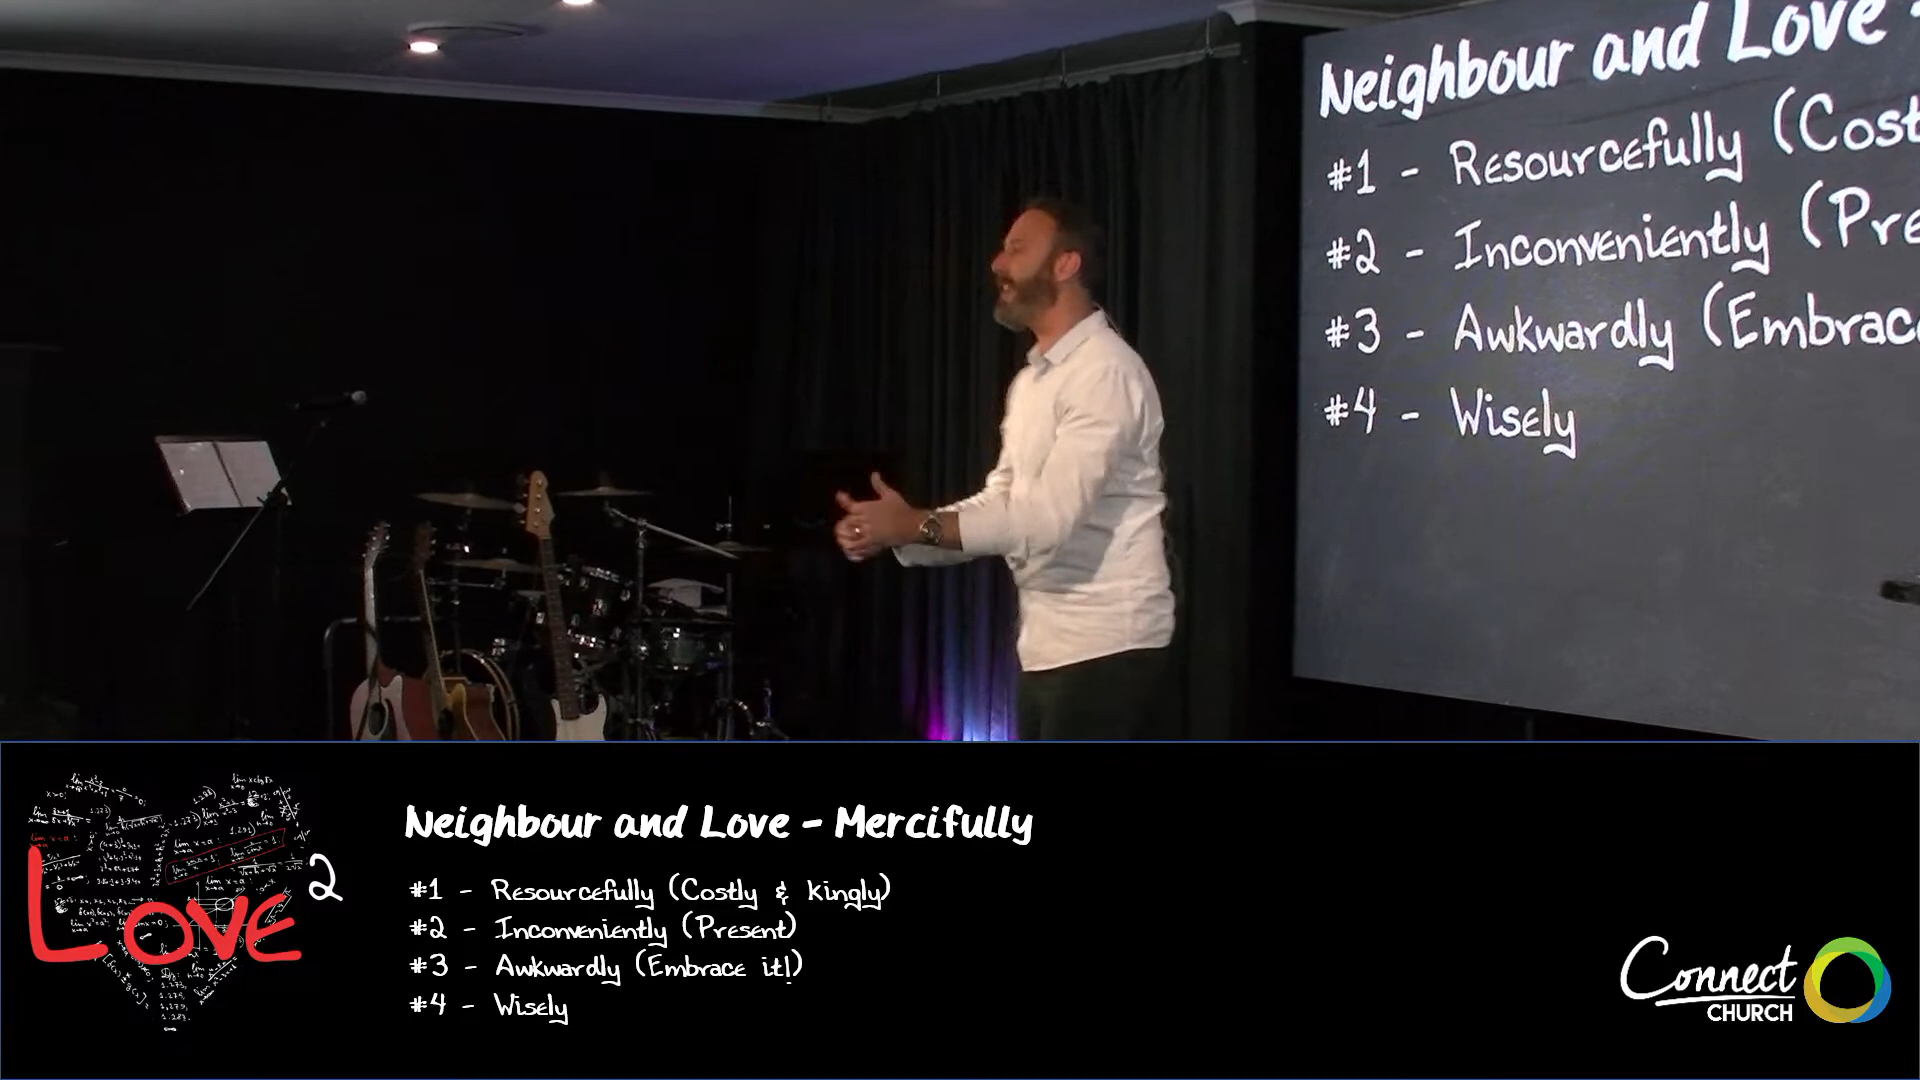 Neighbour and Love -
#1 - Resourcefully (Cost
#2 - Inconveniently (Pre
#3 - Awkwardly (Embrac
#4 - Wisely
Love 2
Neighbour and Love - Mercifully
#1 - Resourcefully (Costly & kingly)
#2 - Inconveniently (Present)
#3 - Awkwardly (Embrace it!)
#4 - Wisely
Connect
CHURCH